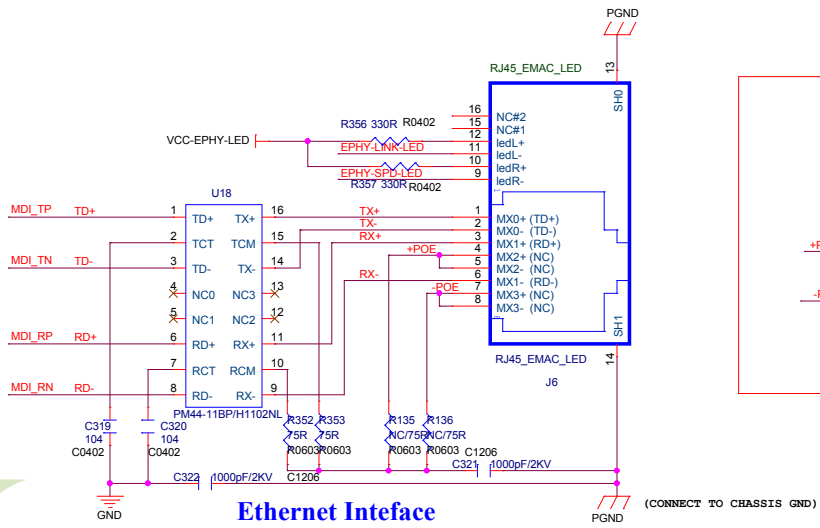 PGND
RJ45_EMAC_LED
13
SH0
16 NC#2
15 NC#1
R356 330R R0402
VCC-EPHY-LED
12 ledL+
EPHY-LINK-LED 11 ledL-
10 ledR+
EPHY-SPD-LED 9 ledR-
R357 330R R0402
U18
MDI_TP TD+ 1 TD+ TX+ 16 TX+ 1 MX0+ (TD+)
TX- 2 MX0- (TD-)
2 TCT TCM 15 RX+ 3 MX1+ (RD+)
+POE 4 MX2+ (NC)
MDI_TN TD- 3 TD- TX- 14 5 MX2- (NC)
RX- 6 MX1- (RD-)
4 NC0 NC3 13 -POE 7 MX3+ (NC)
8 MX3- (NC)
5 NC1 NC2 12
MDI_RP RD+ 6 RD+ RX+ 11
SH1
14
7 RCT RCM 10
RJ45_EMAC_LED
J6
MDI_RN RD- 8 RD- RX- 9
PM44-11BP/H1102NL
C319
104
C0402
C320
104
C0402
R352
75R
R0603
R353
75R
R0603
R135
NC/75R
R0603
R136
NC/75R
R0603
C1206
C321 1000pF/2KV
C322 1000pF/2KV C1206
GND
Ethernet Inteface
PGND
(CONNECT TO CHASSIS GND)